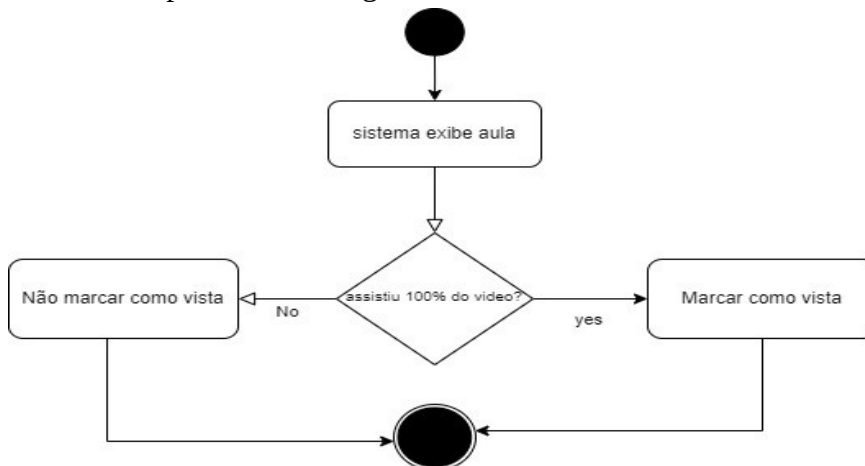 sistema exibe aula
Não marcar como vista
assistiu 100% do video?
Marcar como vista
No
yes